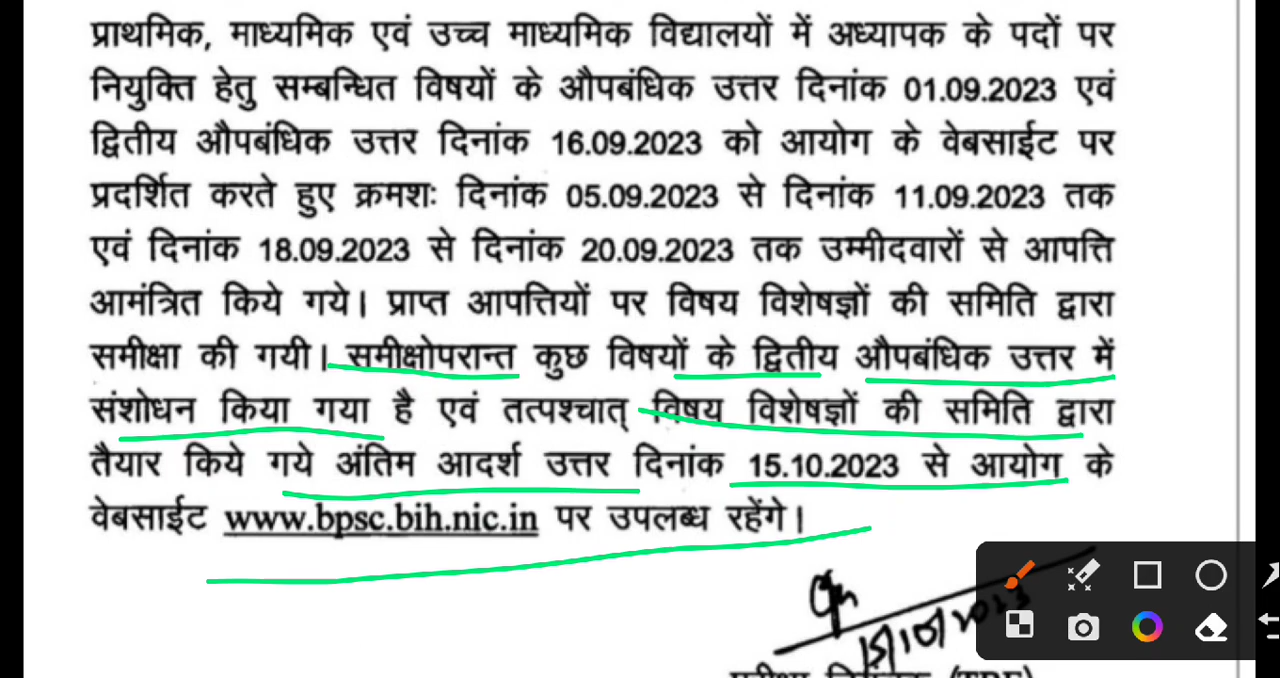 प्राथमिक, माध्यमिक एवं उच्च माध्यमिक विद्यालयों में अध्यापक के पदों पर
नियुक्ति हेतु सम्बन्धित विषयों के औपबंधिक उत्तर दिनांक 01.09.2023 एवं
द्वितीय औपबंधिक उत्तर दिनांक 16.09.2023 को आयोग के वेबसाईट पर
प्रदर्शित करते हुए क्रमशः दिनांक 05.09.2023 से दिनांक 11.09.2023 तक
एवं दिनांक 18.09.2023 से दिनांक 20.09.2023 तक उम्मीदवारों से आपत्ति
आमंत्रित किये गये। प्राप्त आपत्तियों पर विषय विशेषज्ञों की समिति द्वारा
समीक्षा की गयी। समीक्षोपरान्त कुछ विषयों के द्वितीय औपबंधिक उत्तर में
संशोधन किया गया है एवं तत्पश्चात् विषय विशेषज्ञों की समिति द्वारा
तैयार किये गये अंतिम आदर्श उत्तर दिनांक 15.10.2023 से आयोग के
वेबसाईट www.bpsc.bih.nic.in पर उपलब्ध रहेंगे।